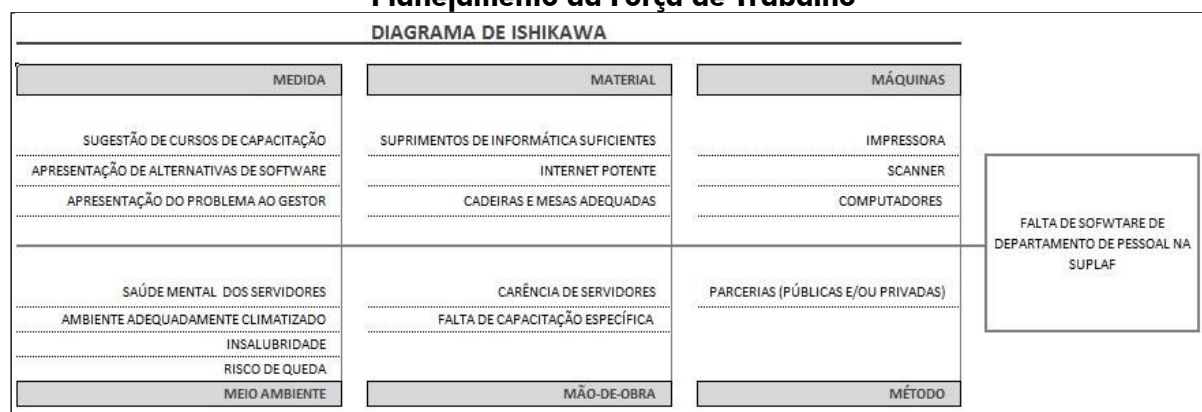 Planejamento da Força de Trabalho
DIAGRAMA DE ISHIKAWA
MEDIDA
SUGESTÃO DE CURSOS DE CAPACITAÇÃO
APRESENTAÇÃO DE ALTERNATIVAS DE SOFTWARE
APRESENTAÇÃO DO PROBLEMA AO GESTOR
MATERIAL
SUPRIMENTOS DE INFORMÁTICA SUFICIENTES
INTERNET POTENTE
CADEIRAS E MESAS ADEQUADAS
MÁQUINAS
IMPRESSORA
SCANNER
COMPUTADORES
FALTA DE SOFWTARE DE
DEPARTAMENTO DE PESSOAL NA
SUPLAF
SAÚDE MENTAL DOS SERVIDORES
AMBIENTE ADEQUADAMENTE CLIMATIZADO
INSALUBRIDADE
RISCO DE QUEDA
MEIO AMBIENTE
CARÊNCIA DE SERVIDORES
FALTA DE CAPACITAÇÃO ESPECÍFICA
MÃO-DE-OBRA
PARCERIAS (PÚBLICAS E/OU PRIVADAS)
MÉTODO